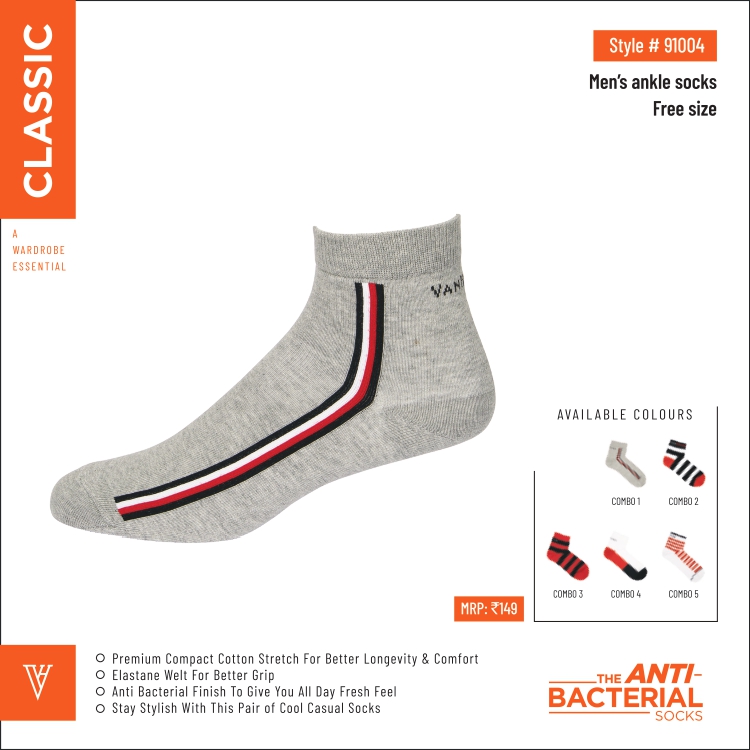 CLASSIC
A
WARDROBE
ESSENTIAL
Style # 91004
Men's ankle socks
Free size
VAN
AVAILABLE COLOURS
COMBO 1
COMBO 2
COMBO 3
COMBO 4
COMBO 5
MRP: ₹149
Premium Compact Cotton Stretch For Better Longevity & Comfort
Elastane Welt For Better Grip
Anti Bacterial Finish To Give You All Day Fresh Feel
Stay Stylish With This Pair of Cool Casual Socks
THE ANTI-
BACTERIAL
SOCKS